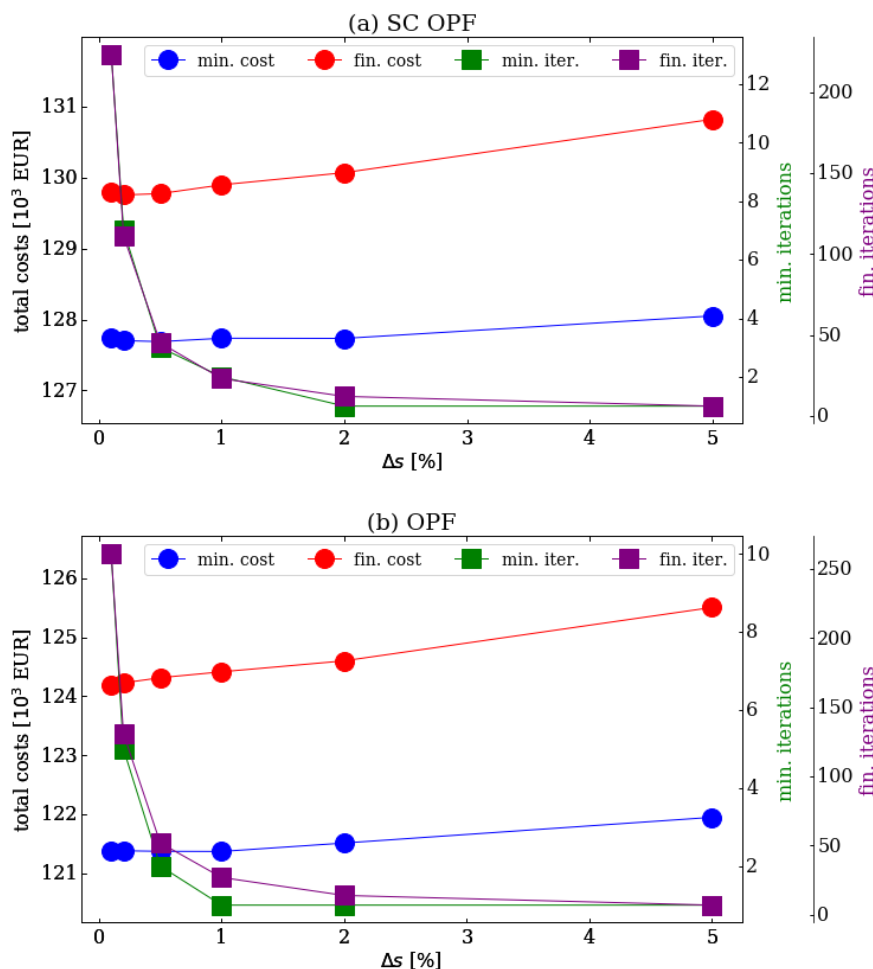 (a) SC OPF
min. cost fin. cost min. iter. fin. iter.
total costs [10³ EUR]
131
130
129
128
127
12
10
8
6
4
2
min. iterations
200
150
100
50
0
fin. iterations
0 1 2 3 4 5
Δs [%]
(b) OPF
min. cost fin. cost min. iter. fin. iter.
total costs [10³ EUR]
126
125
124
123
122
121
10
8
6
4
2
min. iterations
250
200
150
100
50
0
fin. iterations
0 1 2 3 4 5
Δs [%]